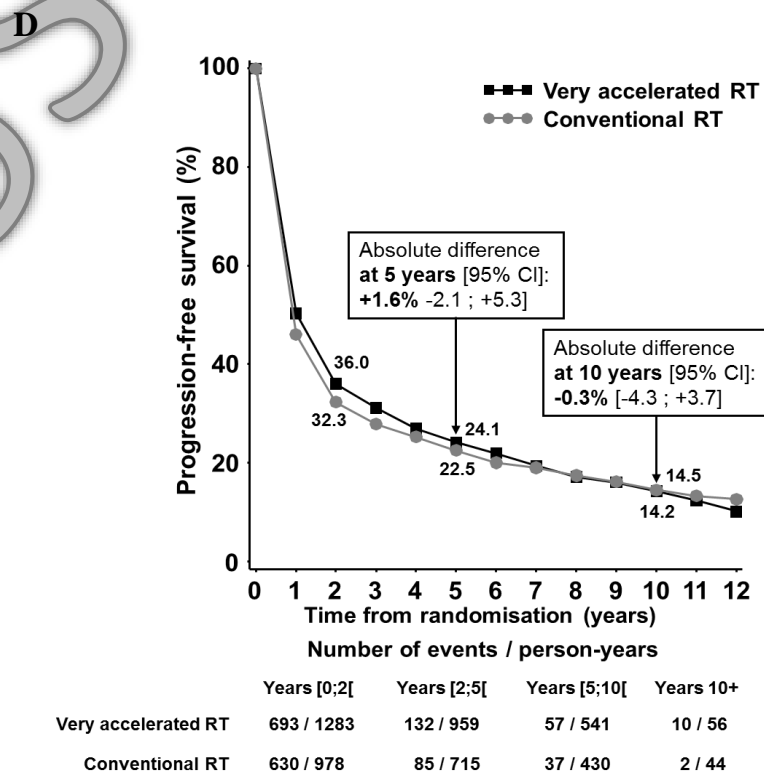 D
Very accelerated RT
Conventional RT
Progression-free survival (%)
100
80
60
40
20
0
Absolute difference
at 5 years [95% CI]:
+1.6% -2.1 ; +5.3]
Absolute difference
at 10 years [95% CI]:
-0.3% [-4.3 ; +3.7]
36.0
32.3
24.1
22.5
14.5
14.2
0 1 2 3 4 5 6 7 8 9 10 11 12
Time from randomisation (years)
Number of events / person-years
Years [0;2[ Years [2;5[ Years [5;10[ Years 10+
Very accelerated RT 693 / 1283 132 / 959 57 / 541 10 / 56
Conventional RT 630 / 978 85 / 715 37 / 430 2 / 44